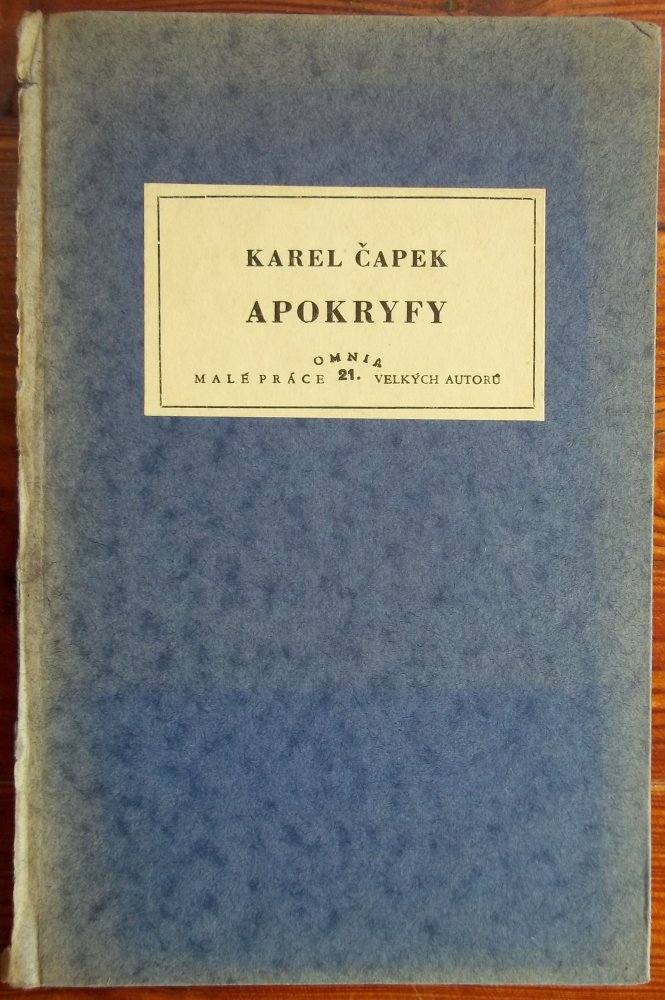 KAREL ČAPEK
APOKRYFY
OMNIA
MALÉ PRÁCE 21. VELKÝCH AUTORŮ